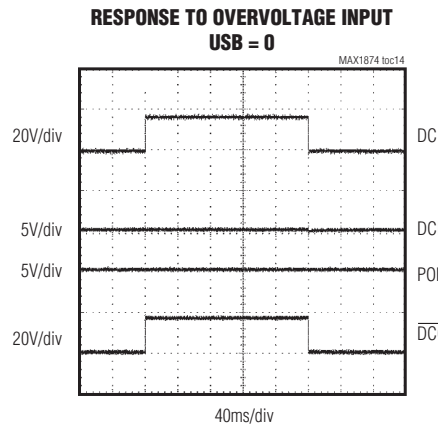 RESPONSE TO OVERVOLTAGE INPUT
USB = 0
MAX1874 toc14
20V/div
DC
5V/div
DC
5V/div
20V/div
DC
40ms/div